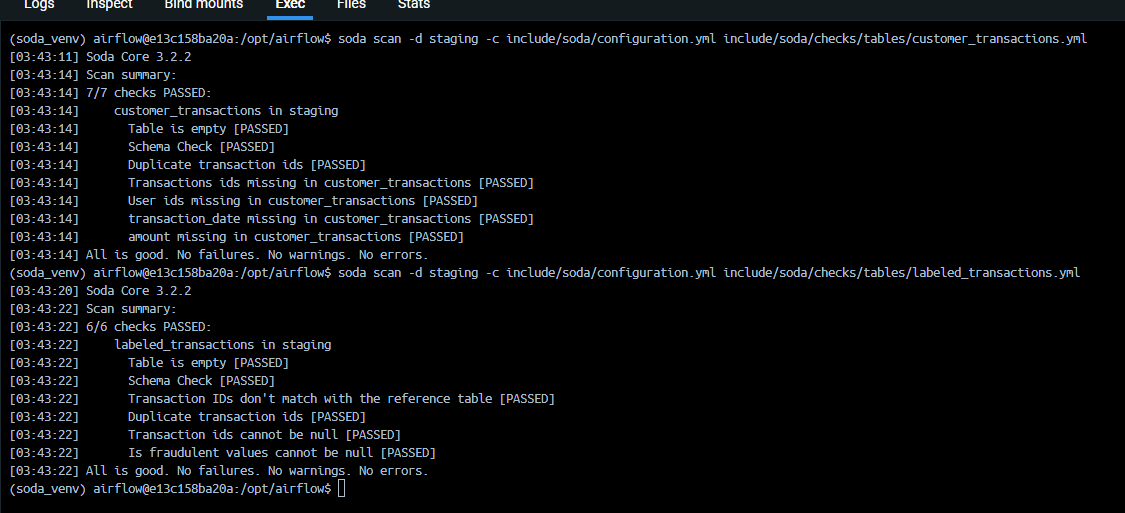 Logs Inspect Bind mounts Exec Files Stats
(soda_venv) airflow@e13c158ba20a:/opt/airflow$ soda scan -d staging -c include/soda/configuration.yml include/soda/checks/tables/customer_transactions.yml
[03:43:11] Soda Core 3.2.2
[03:43:14] Scan summary:
[03:43:14] 7/7 checks PASSED:
[03:43:14]     customer_transactions in staging
[03:43:14]       Table is empty [PASSED]
[03:43:14]       Schema Check [PASSED]
[03:43:14]       Duplicate transaction ids [PASSED]
[03:43:14]       Transactions ids missing in customer_transactions [PASSED]
[03:43:14]       User ids missing in customer_transactions [PASSED]
[03:43:14]       transaction_date missing in customer_transactions [PASSED]
[03:43:14]       amount missing in customer_transactions [PASSED]
[03:43:14] All is good. No failures. No warnings. No errors.
(soda_venv) airflow@e13c158ba20a:/opt/airflow$ soda scan -d staging -c include/soda/configuration.yml include/soda/checks/tables/labeled_transactions.yml
[03:43:20] Soda Core 3.2.2
[03:43:22] Scan summary:
[03:43:22] 6/6 checks PASSED:
[03:43:22]     labeled_transactions in staging
[03:43:22]       Table is empty [PASSED]
[03:43:22]       Schema Check [PASSED]
[03:43:22]       Transaction IDs don't match with the reference table [PASSED]
[03:43:22]       Duplicate transaction ids [PASSED]
[03:43:22]       Transaction ids cannot be null [PASSED]
[03:43:22]       Is fraudulent values cannot be null [PASSED]
[03:43:22] All is good. No failures. No warnings. No errors.
(soda_venv) airflow@e13c158ba20a:/opt/airflow$